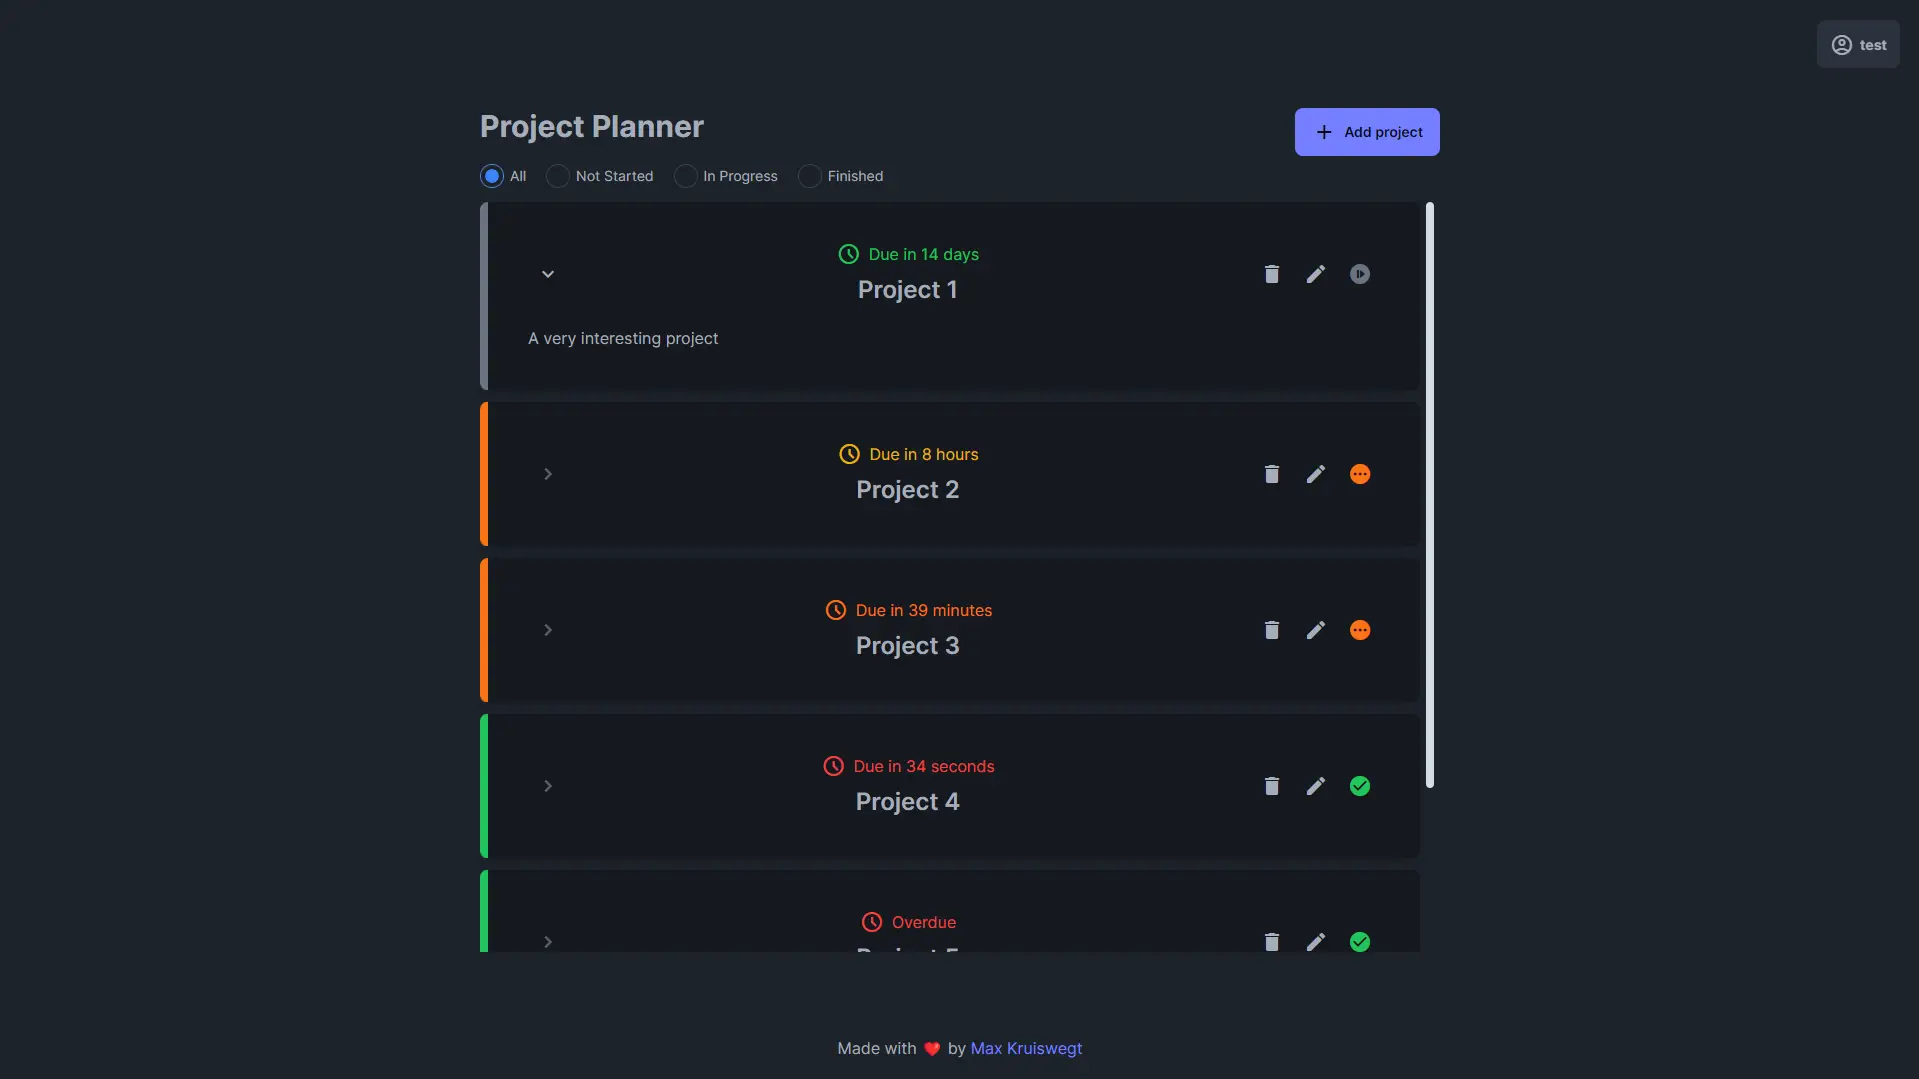 test
Project Planner
Add project
All Not Started In Progress Finished
Due in 14 days
Project 1
A very interesting project
Due in 8 hours
Project 2
Due in 39 minutes
Project 3
Due in 34 seconds
Project 4
Overdue
Made with ❤️ by Max Kruiswegt